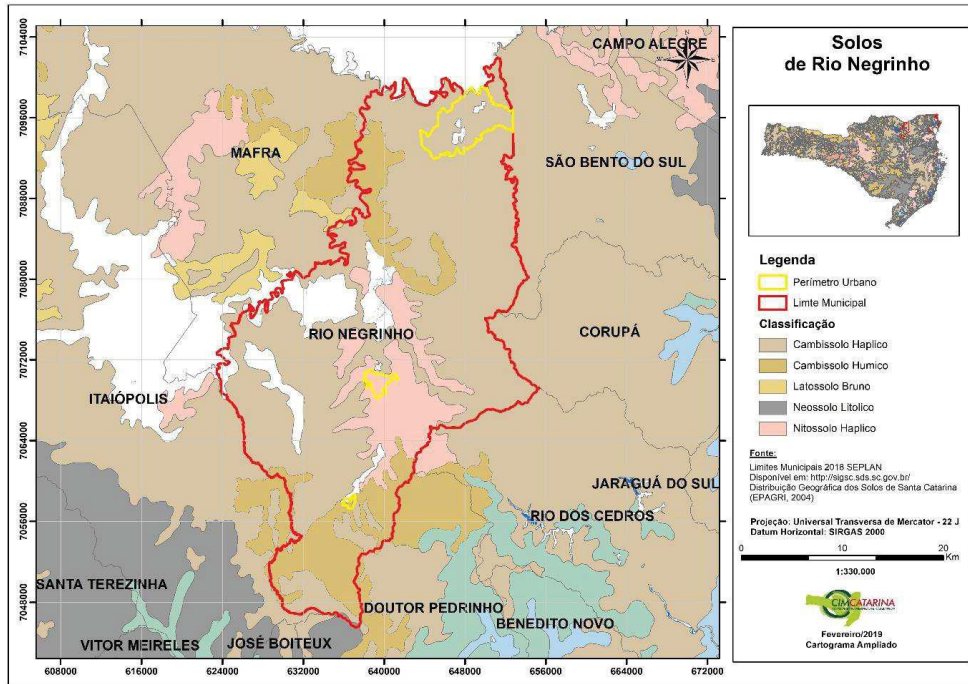 7104000
7096000
7088000
7080000
7072000
7064000
7056000
7048000
CAMPO ALEGRE
MAFRA
SÃO BENTO DO SUL
RIO NEGRINHO
CORUPÁ
ITAIÓPOLIS
JARAGUÁ DO SUL
RIO DOS CEDROS
SANTA TEREZINHA
DOUTOR PEDRINHO
BENEDITO NOVO
VITOR MEIRELES
JOSÉ BOITEUX
608000 616000 624000 632000 640000 648000 656000 664000 672000
Solos
de Rio Negrinho
Legenda
Perímetro Urbano
Limte Municipal
Classificação
Cambissolo Haplico
Cambissolo Humico
Latossolo Bruno
Neossolo Litolico
Nitossolo Haplico
Fonte:
Limites Municipais 2018 SEPLAN
Disponível em: http://sigsc.sds.sc.gov.br/
Distribuição Geográfica dos Solos de Santa Catarina
(EPAGRI, 2004)
Projeção: Universal Transversa de Mercator - 22 J
Datum Horizontal: SIRGAS 2000
0 10 20
Km
1:330.000
CIMCATARINA
Fevereiro/2019
Cartograma Ampliado